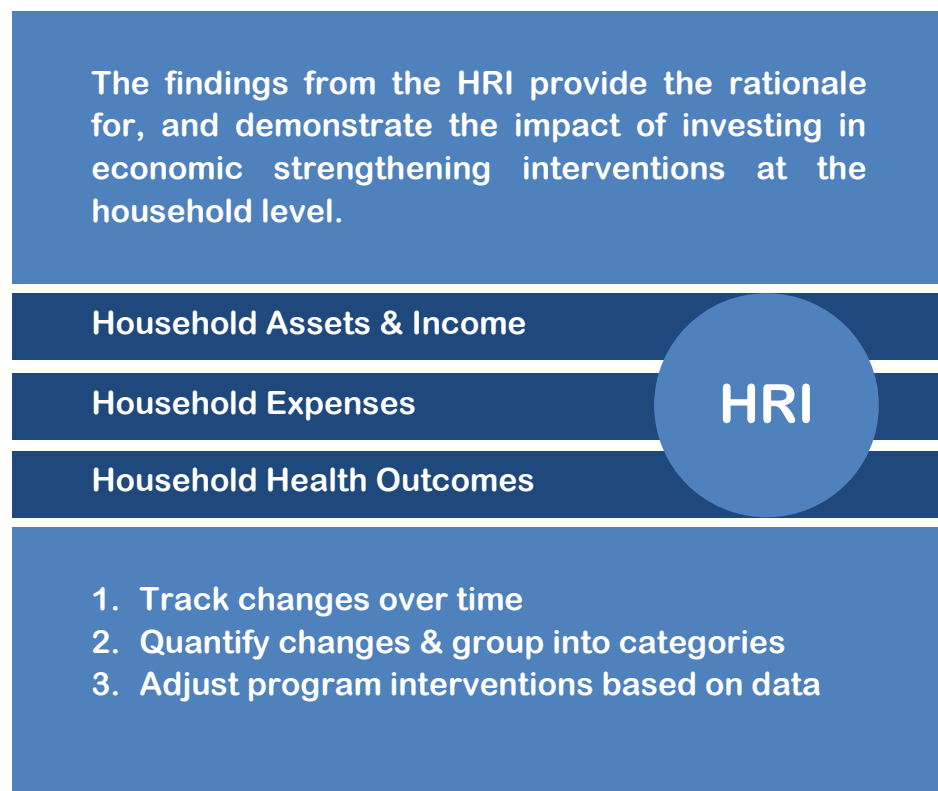 The findings from the HRI provide the rationale
for, and demonstrate the impact of investing in
economic strengthening interventions at the
household level.
Household Assets & Income
Household Expenses
HRI
Household Health Outcomes
1. Track changes over time
2. Quantify changes & group into categories
3. Adjust program interventions based on data